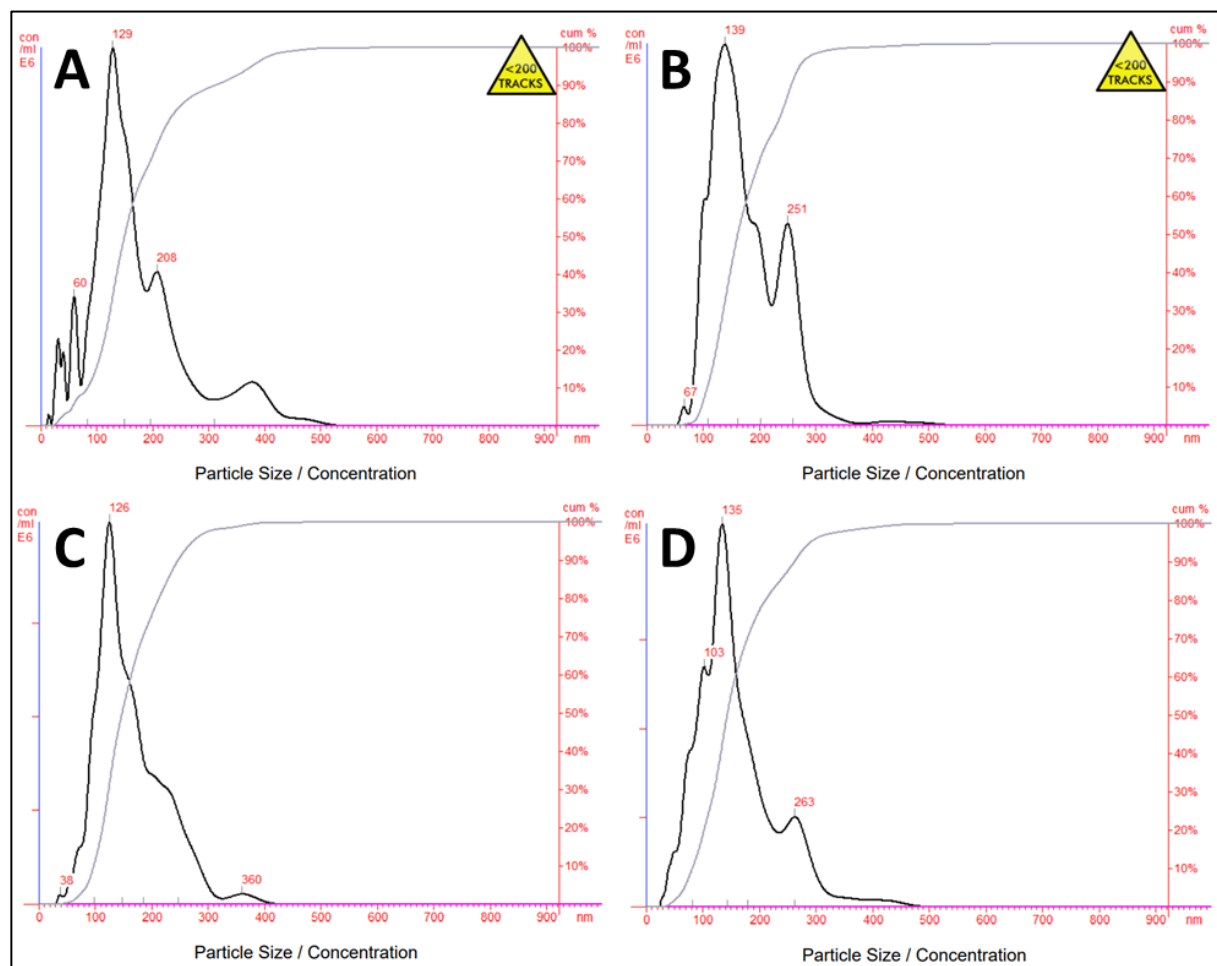 A
con
/ml
E6
129
60
208
cum %
<200
TRACKS
100%
90%
80%
70%
60%
50%
40%
30%
20%
10%
0 100 200 300 400 500 600 700 800 900 nm
Particle Size / Concentration
B
con
/ml
E6
139
251
67
cum %
<200
TRACKS
100%
90%
80%
70%
60%
50%
40%
30%
20%
10%
0 100 200 300 400 500 600 700 800 900 nm
Particle Size / Concentration
C
con
/ml
E6
126
38
360
cum %
100%
90%
80%
70%
60%
50%
40%
30%
20%
10%
0 100 200 300 400 500 600 700 800 900 nm
Particle Size / Concentration
D
con
/ml
E6
135
103
263
cum %
100%
90%
80%
70%
60%
50%
40%
30%
20%
10%
0 100 200 300 400 500 600 700 800 900 nm
Particle Size / Concentration